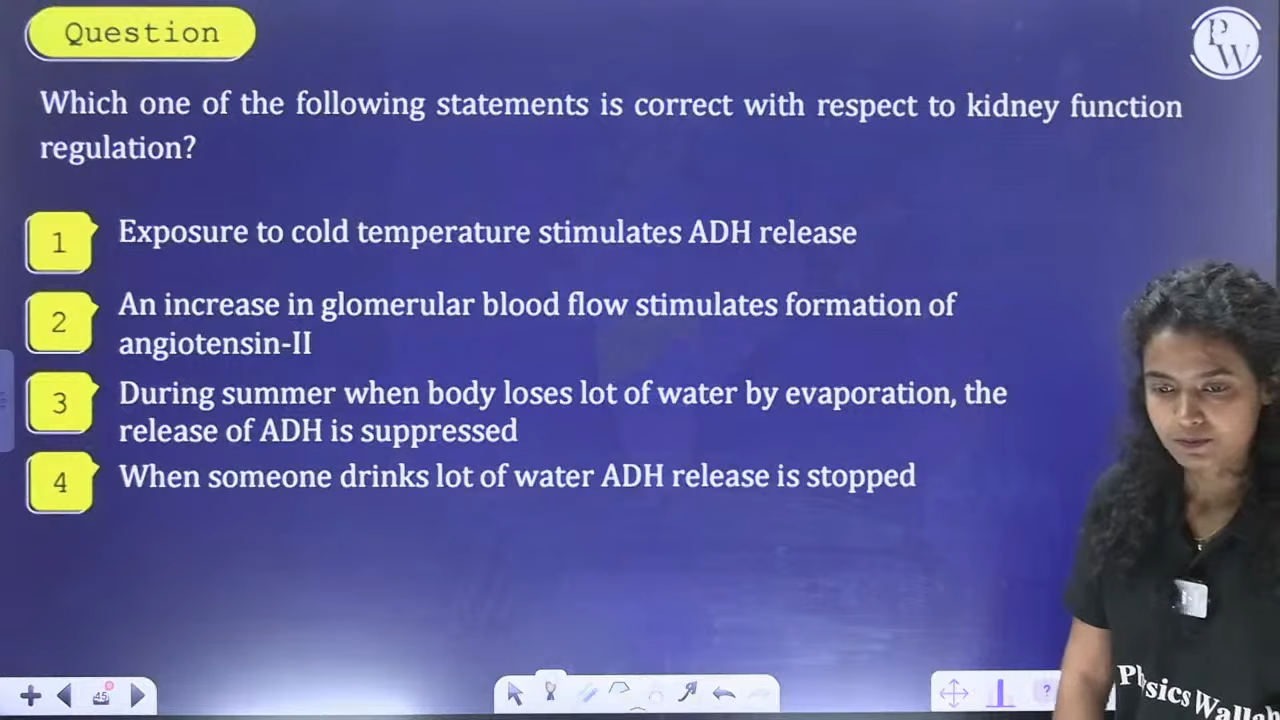 Question
PW
Which one of the following statements is correct with respect to kidney function
regulation?
1
Exposure to cold temperature stimulates ADH release
2
An increase in glomerular blood flow stimulates formation of
angiotensin-II
3
During summer when body loses lot of water by evaporation, the
release of ADH is suppressed
4
When someone drinks lot of water ADH release is stopped
45
?
Physics Wallah